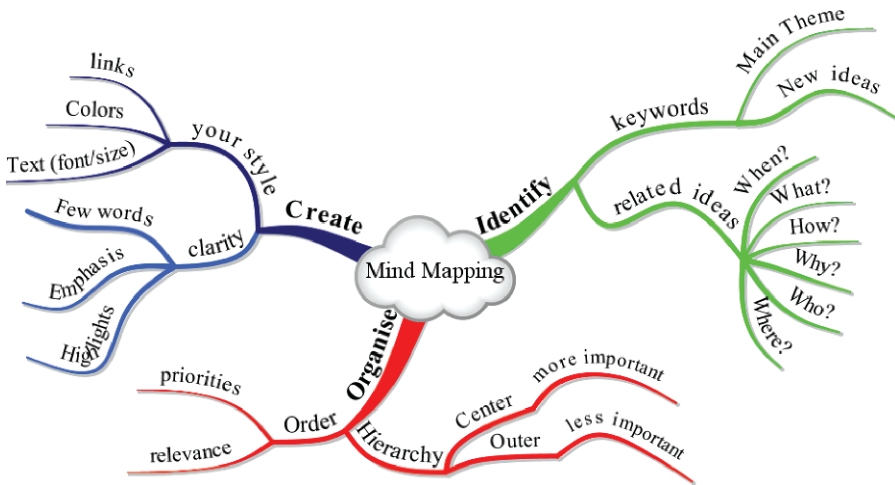 Mind Mapping
Create
your style
links
Colors
Text (font/size)
clarity
Few words
Emphasis
Highlights
Identify
keywords
Main Theme
New ideas
related ideas
When?
What?
How?
Why?
Who?
Where?
Organise
Order
priorities
relevance
Hierarchy
Center
more important
Outer
less important